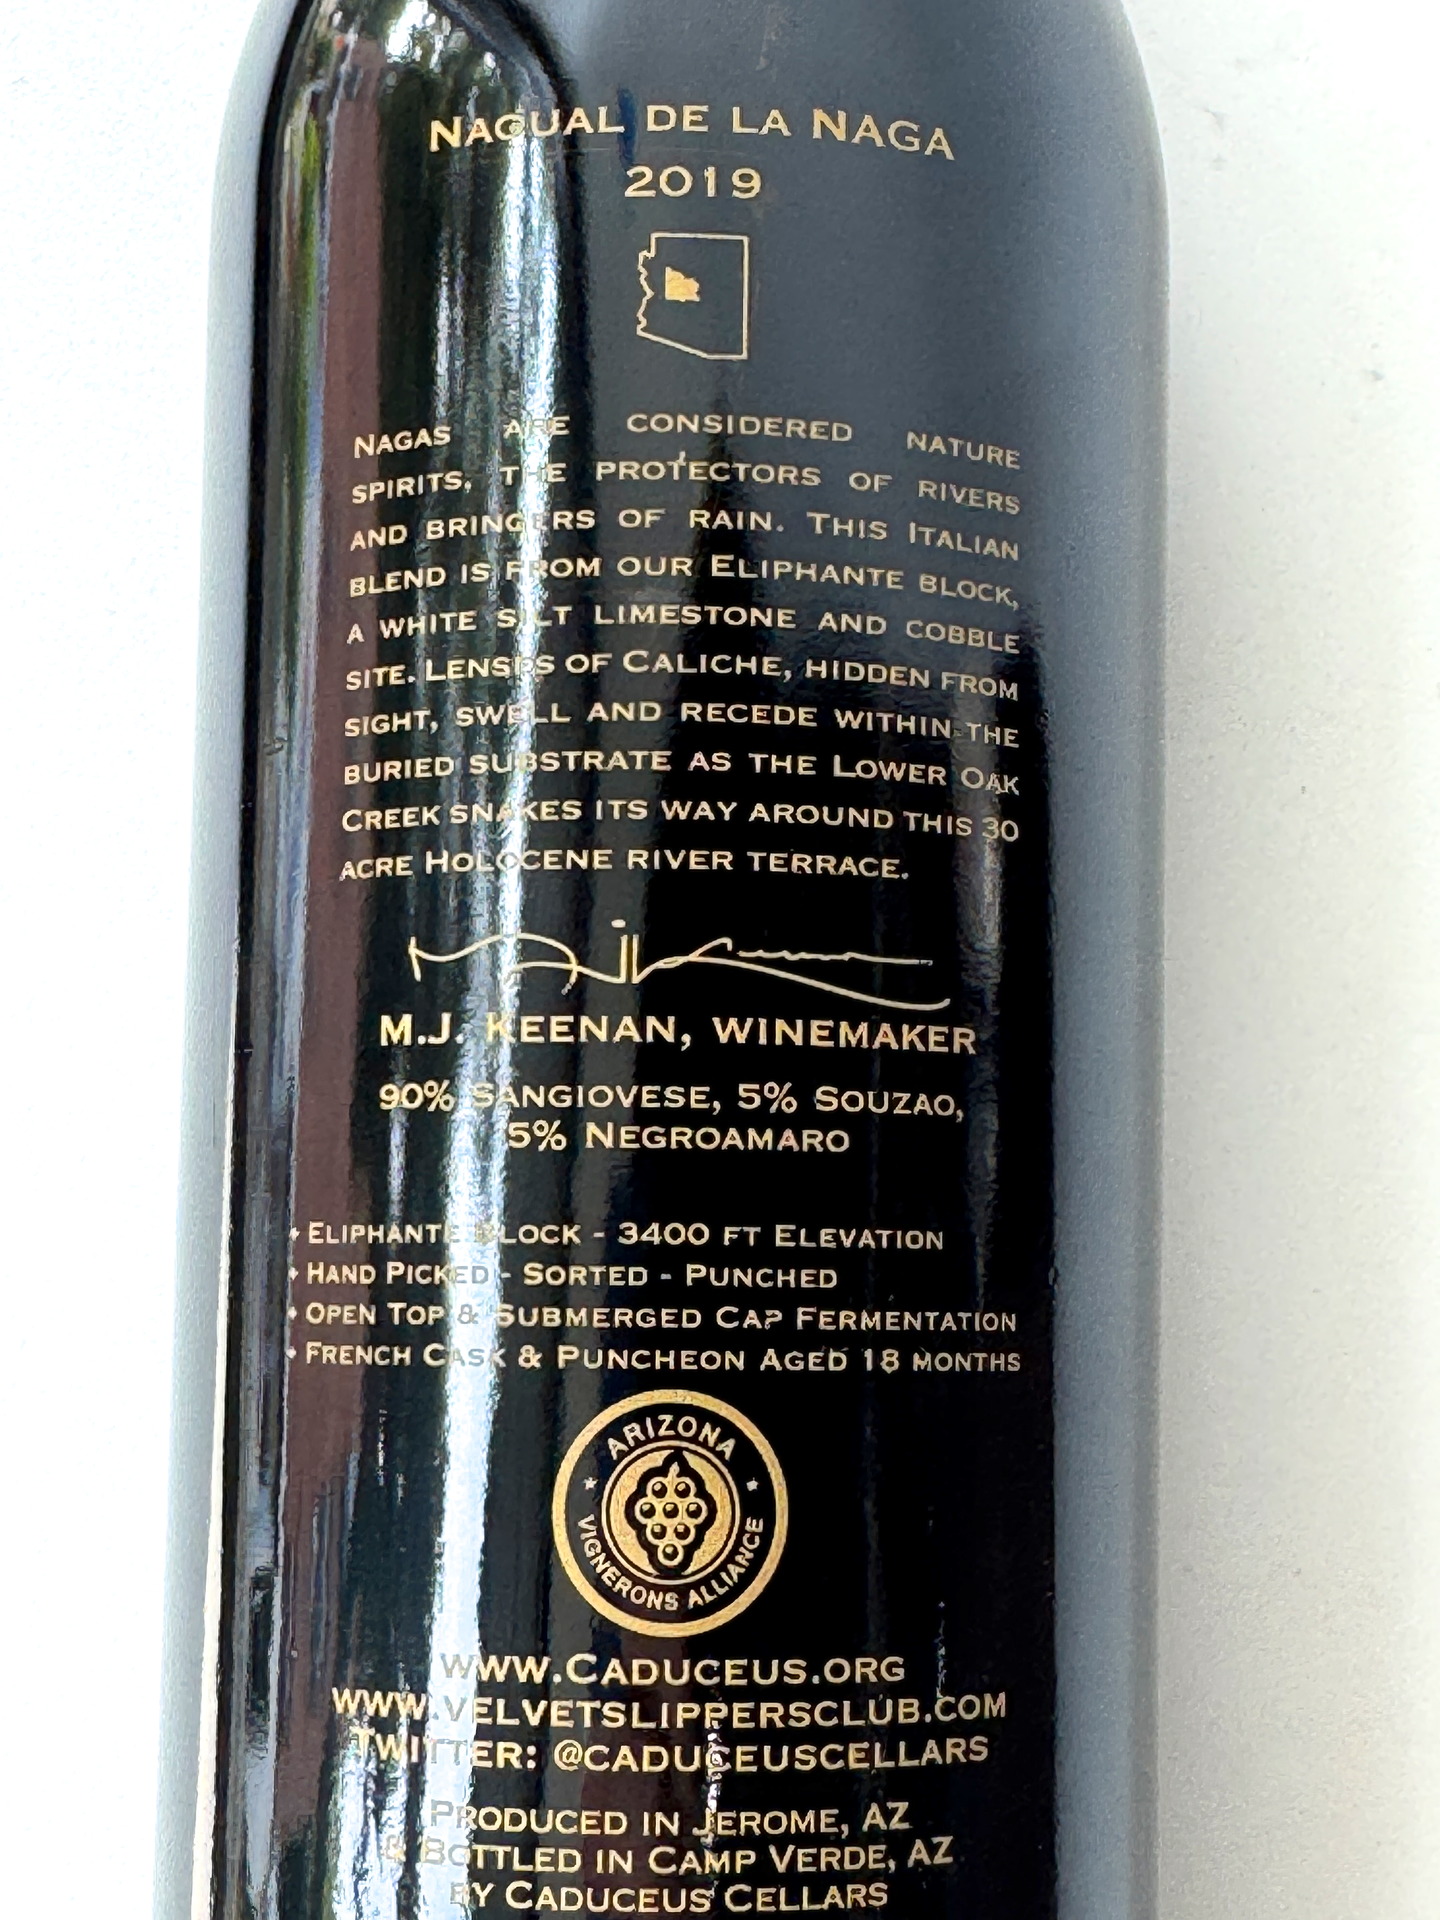 Nagual de la Naga
2019
Nagas are considered nature
spirits, the protectors of rivers
and bringers of rain. This Italian
blend is from our Eliphante block,
a white silt limestone and cobble
site. Lenses of Caliche, hidden from
sight, swell and recede within the
buried substrate as the Lower Oak
Creek snakes its way around this 30
acre Holocene river terrace.
M.J. Keenan, winemaker
90% Sangiovese, 5% Souzao,
5% Negroamaro
• Eliphante Block - 3400 ft Elevation
• Hand Picked - Sorted - Punched
• Open Top & Submerged Cap Fermentation
• French Cask & Puncheon Aged 18 months
ARIZONA
VIGNERONS ALLIANCE
www.Caduceus.org
www.velvetslippersclub.com
Twitter: @caduceuscellars
Produced in Jerome, AZ
& Bottled in Camp Verde, AZ
by Caduceus Cellars